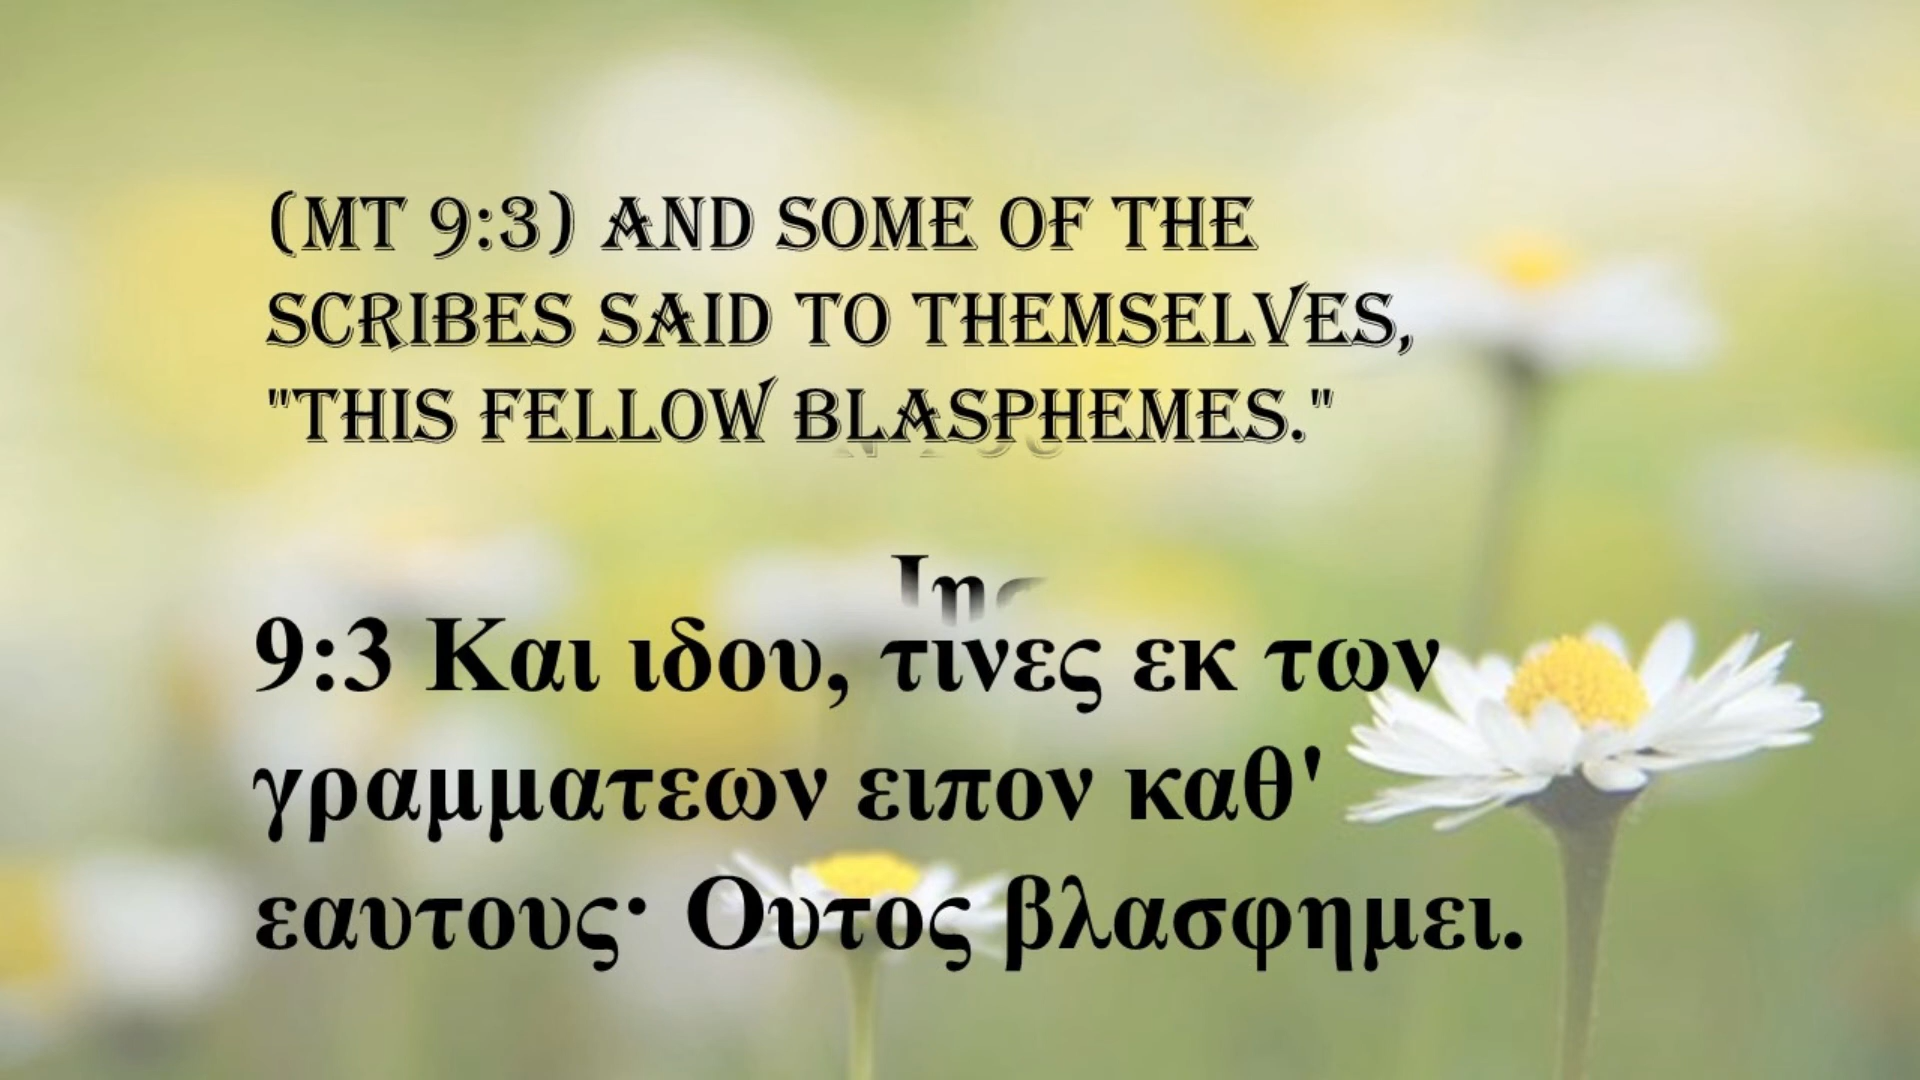 (MT 9:3) AND SOME OF THE
SCRIBES SAID TO THEMSELVES,
"THIS FELLOW BLASPHEMES."
9:3 Και ιδου, τινες εκ των
γραμματεων ειπον καθ'
εαυτους· Ουτος βλασφημει.